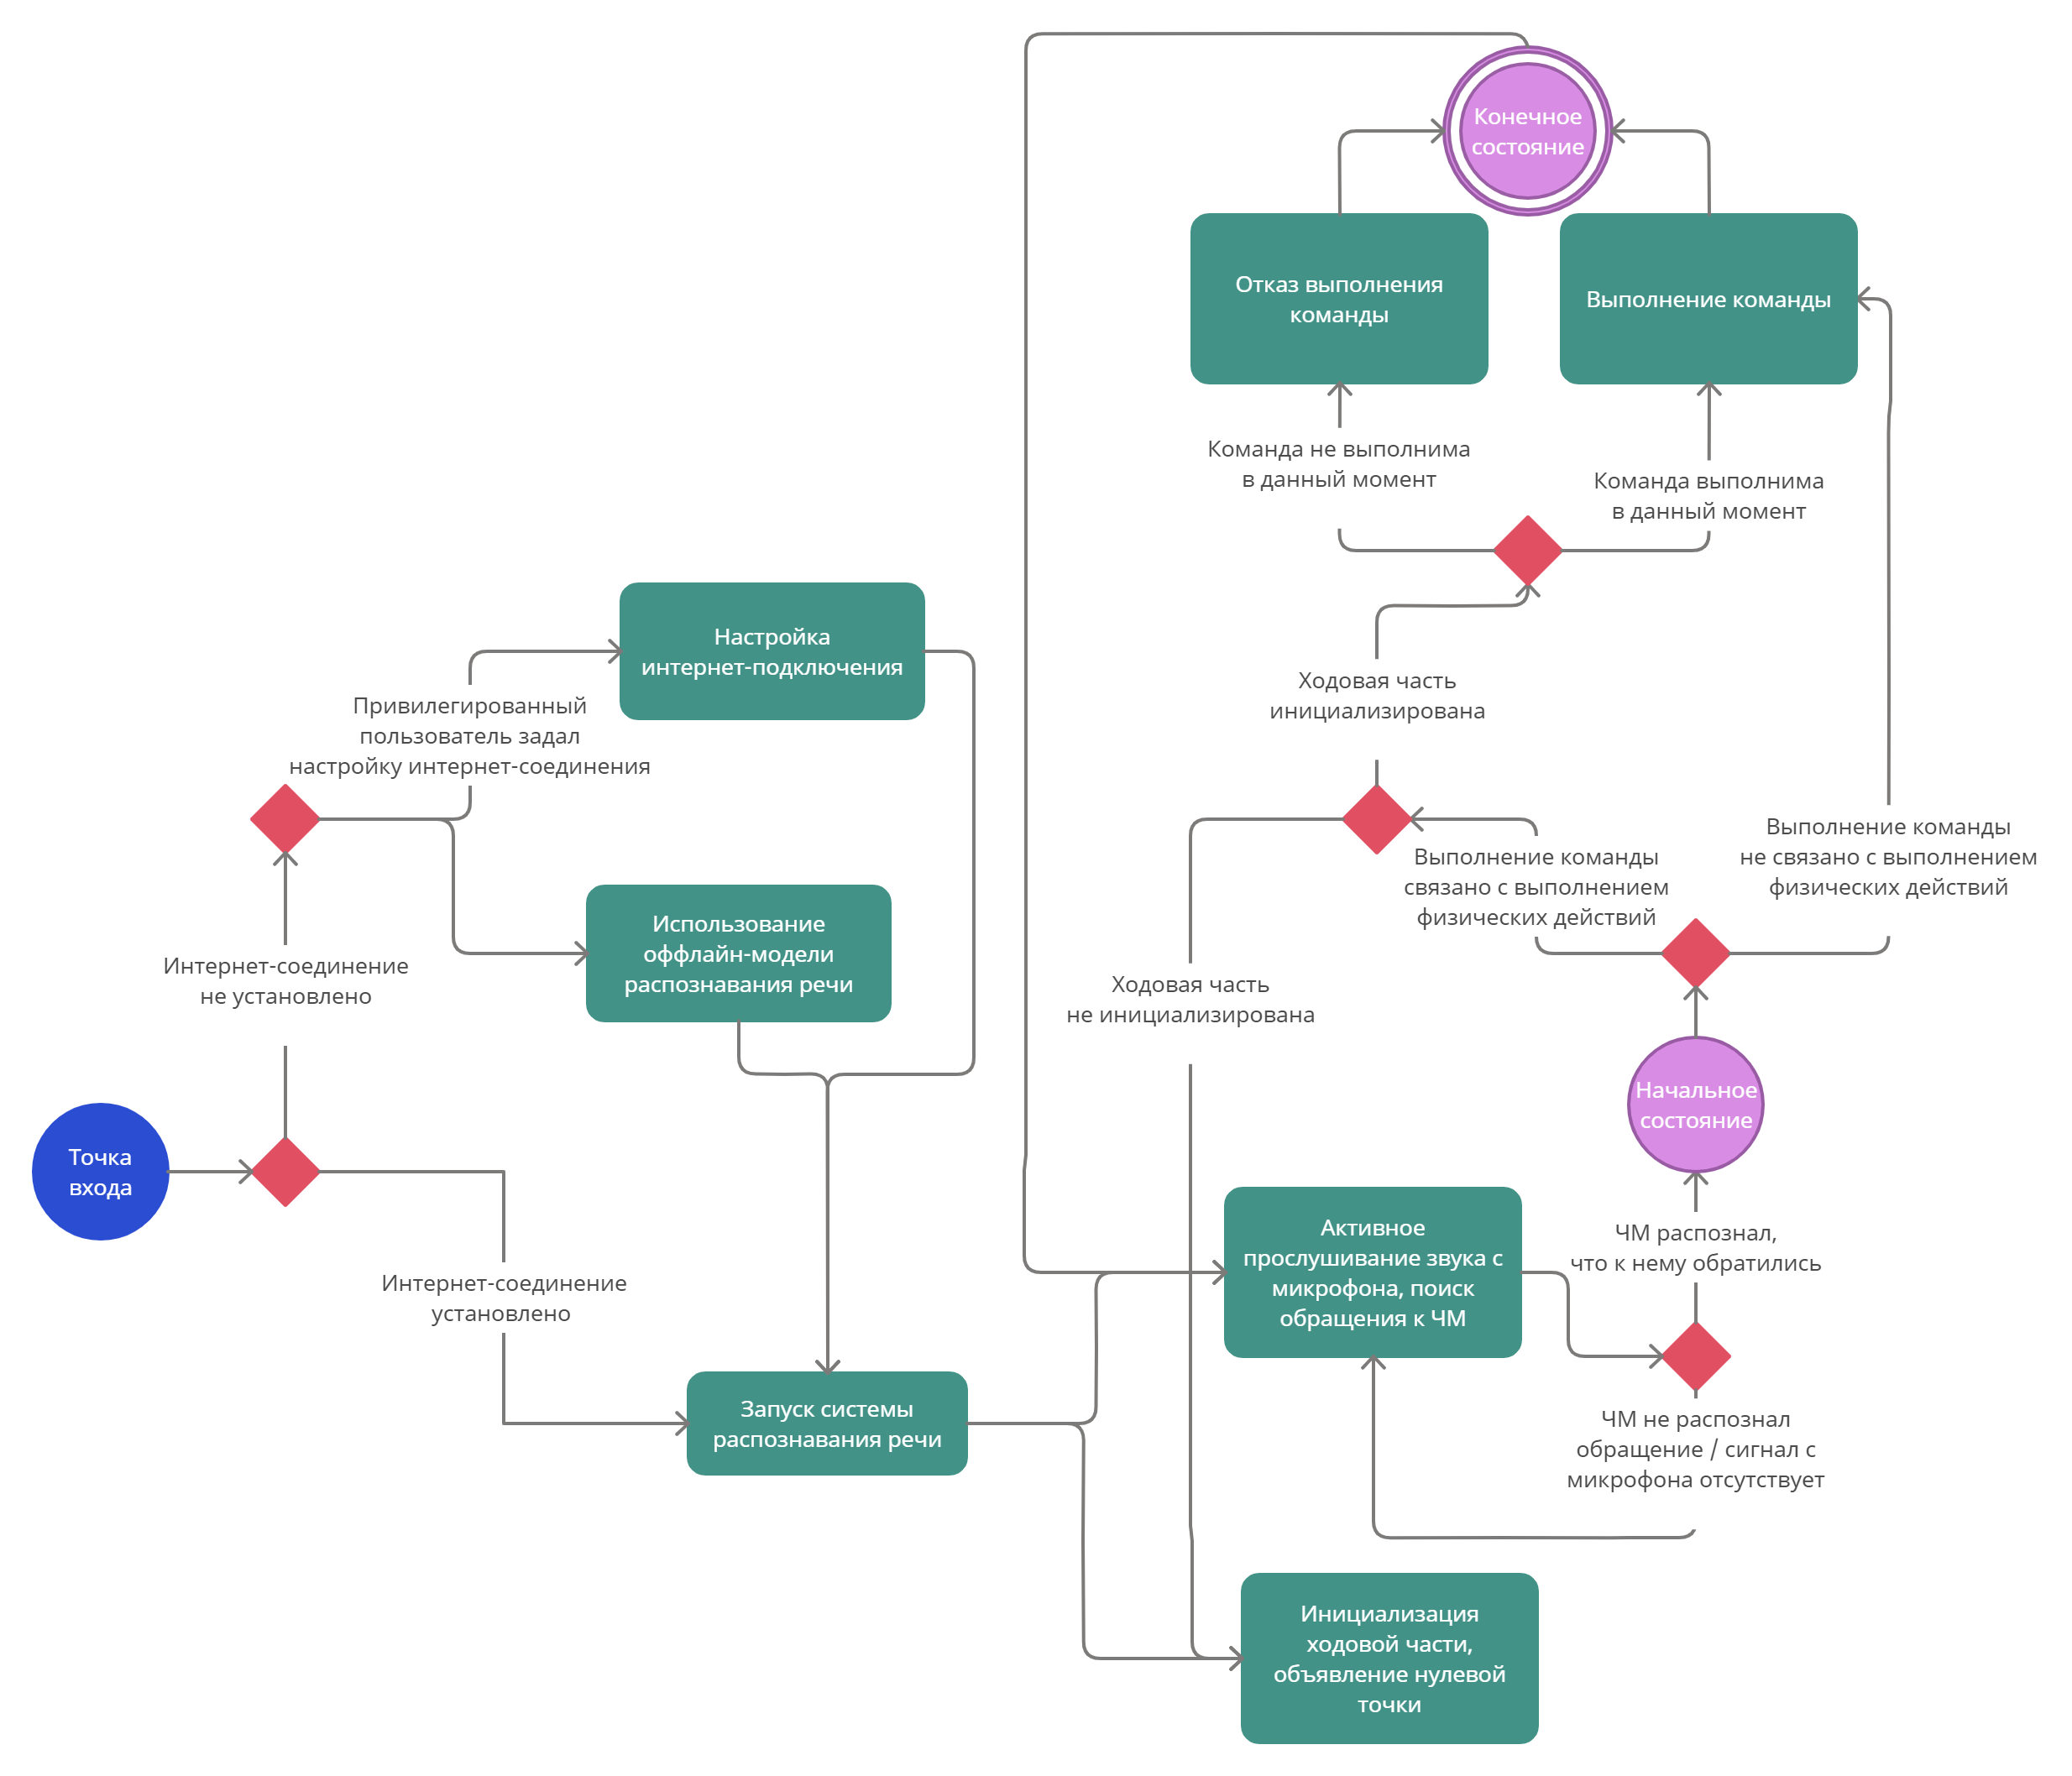 Конечное
состояние
Отказ выполнения
команды
Выполнение команды
Команда не выполнима
в данный момент
Команда выполнима
в данный момент
Настройка
интернет-подключения
Ходовая часть
инициализирована
Привилегированный
пользователь задал
настройку интернет-соединения
Выполнение команды
связано с выполнением
физических действий
Выполнение команды
не связано с выполнением
физических действий
Использование
оффлайн-модели
распознавания речи
Интернет-соединение
не установлено
Ходовая часть
не инициализирована
Начальное
состояние
Точка
входа
Активное
прослушивание звука с
микрофона, поиск
обращения к ЧМ
ЧМ распознал,
что к нему обратились
Интернет-соединение
установлено
Запуск системы
распознавания речи
ЧМ не распознал
обращение / сигнал с
микрофона отсутствует
Инициализация
ходовой части,
объявление нулевой
точки